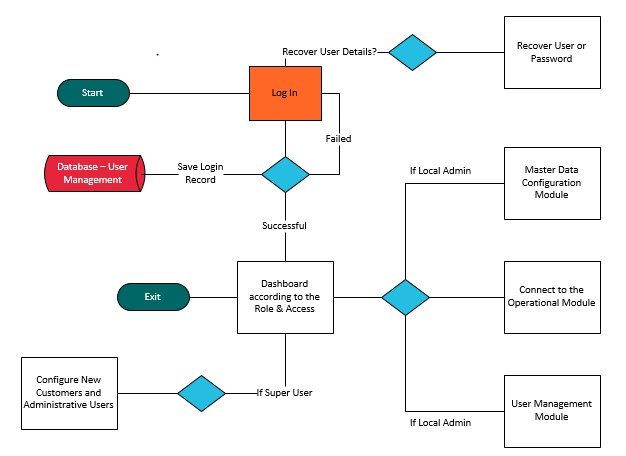 Recover User Details?
Recover User or
Password
Start
Log In
Failed
Database – User
Management
Save Login
Record
If Local Admin
Master Data
Configuration
Module
Successful
Exit
Dashboard
according to the
Role & Access
Connect to the
Operational Module
Configure New
Customers and
Administrative Users
If Super User
If Local Admin
User Management
Module